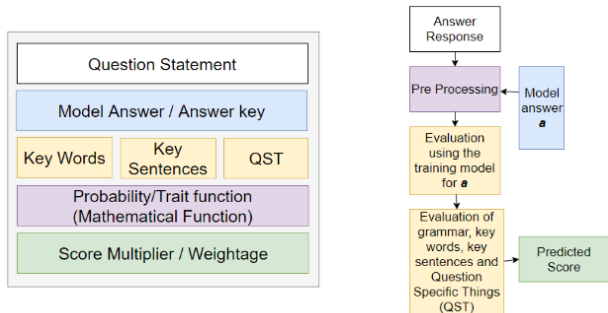 Question Statement
Model Answer / Answer key
Key Words
Key
Sentences
QST
Probability/Trait function
(Mathematical Function)
Score Multiplier / Weightage
Answer
Response
Pre Processing
Model
answer
a
Evaluation
using the
training model
for a
Evaluation of
grammar, key
words, key
sentences and
Question
Specific Things
(QST)
Predicted
Score